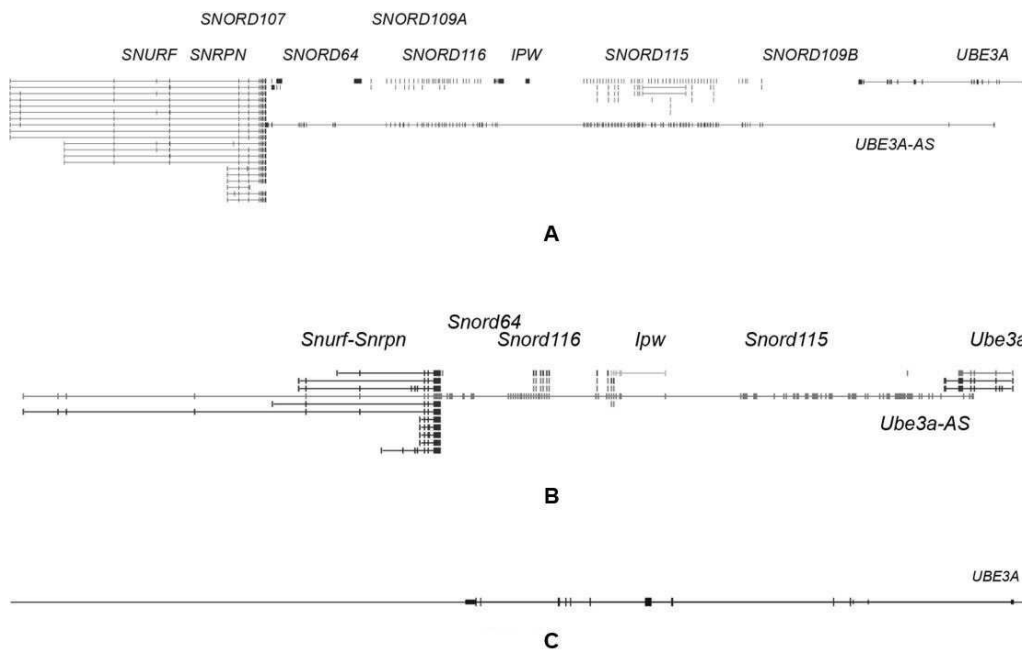 SNORD107 SNORD109A
SNURF SNRPN SNORD64 SNORD116 IPW SNORD115 SNORD109B UBE3A
UBE3A-AS
A
Snord64
Snurf-Snrpn Snord116 Ipw Snord115 Ube3a
Ube3a-AS
B
UBE3A
C